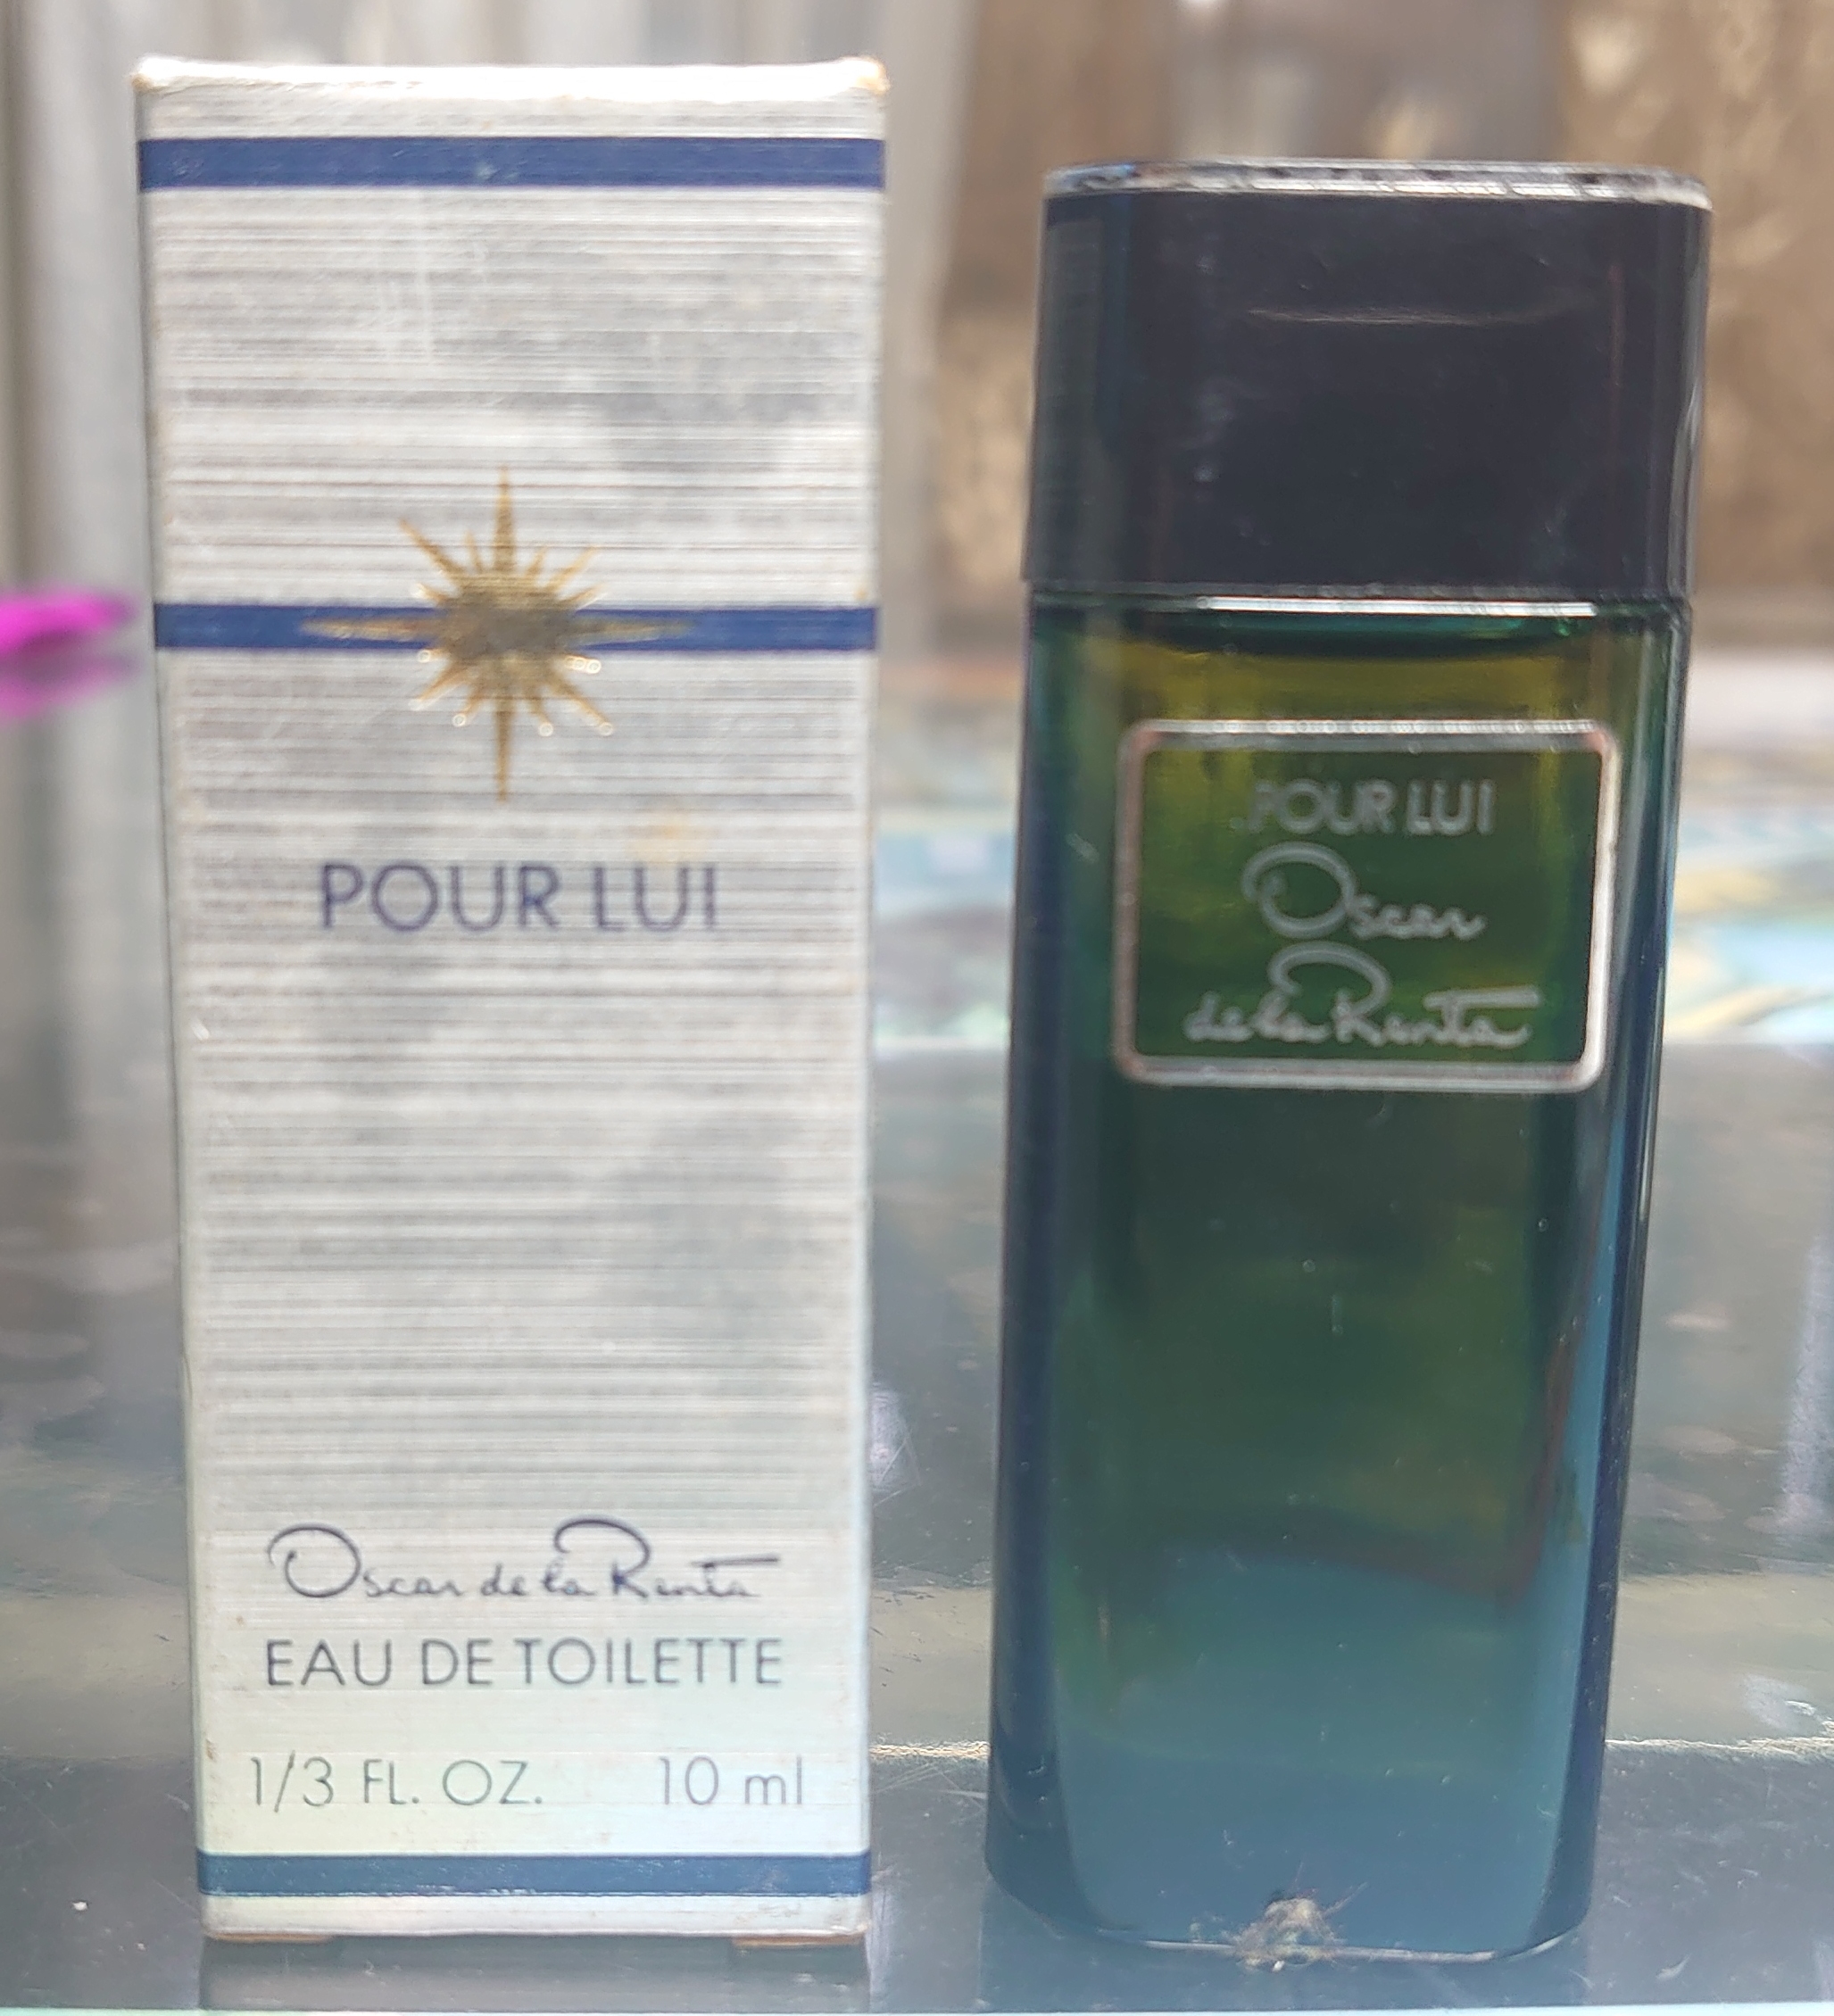 POUR LUI
Oscar de la Renta
EAU DE TOILETTE
1/3 FL. OZ. 10 ml
POUR LUI
Oscar
de la Renta